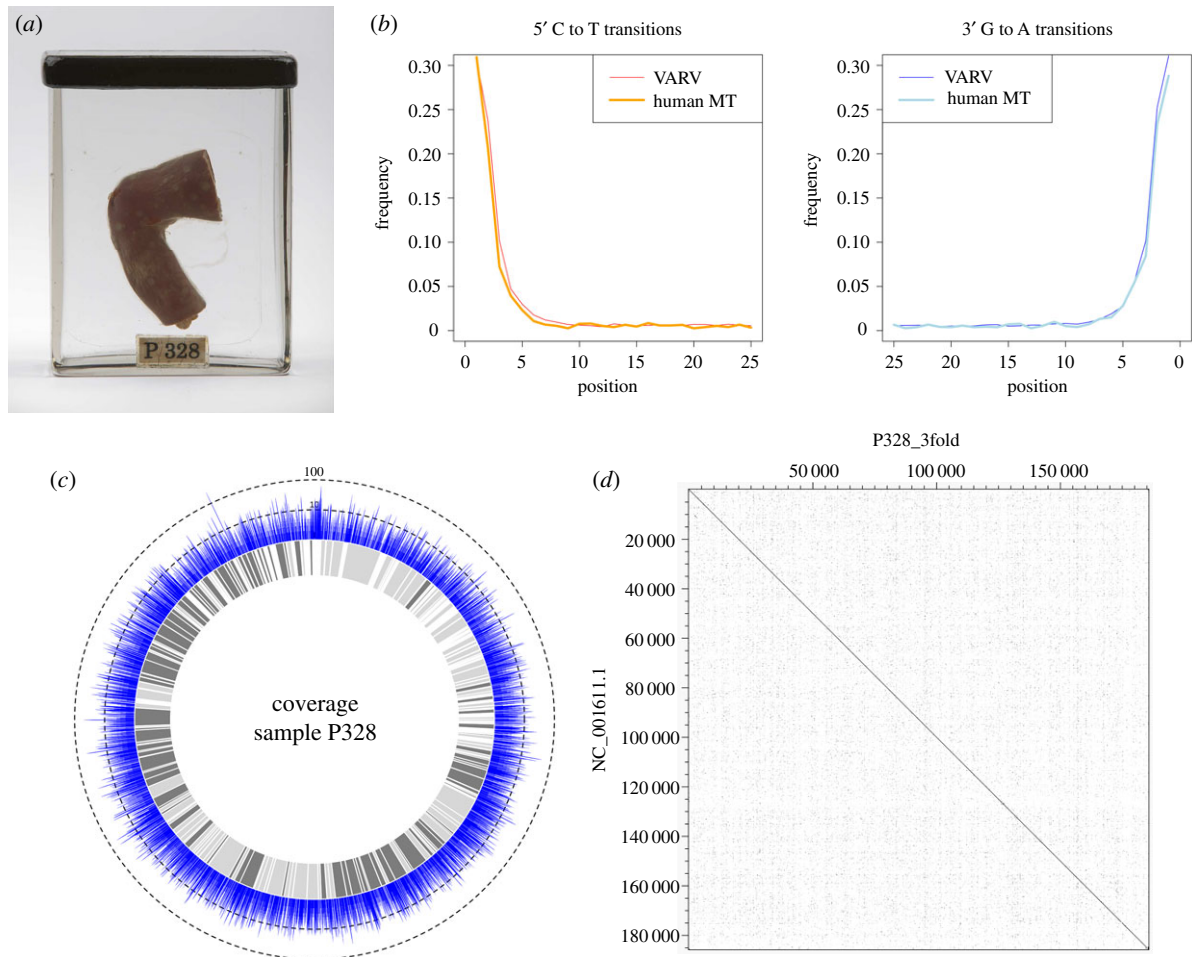 (a)
P 328
(b)
5′ C to T transitions
VARV
human MT
frequency
0.30
0.25
0.20
0.15
0.10
0.05
0
0 5 10 15 20 25
position
3′ G to A transitions
VARV
human MT
frequency
0.30
0.25
0.20
0.15
0.10
0.05
0
25 20 15 10 5 0
position
(c)
100
coverage
sample P328
(d)
P328_3fold
50 000 100 000 150 000
NC_001611.1
20 000
40 000
60 000
80 000
100 000
120 000
140 000
160 000
180 000